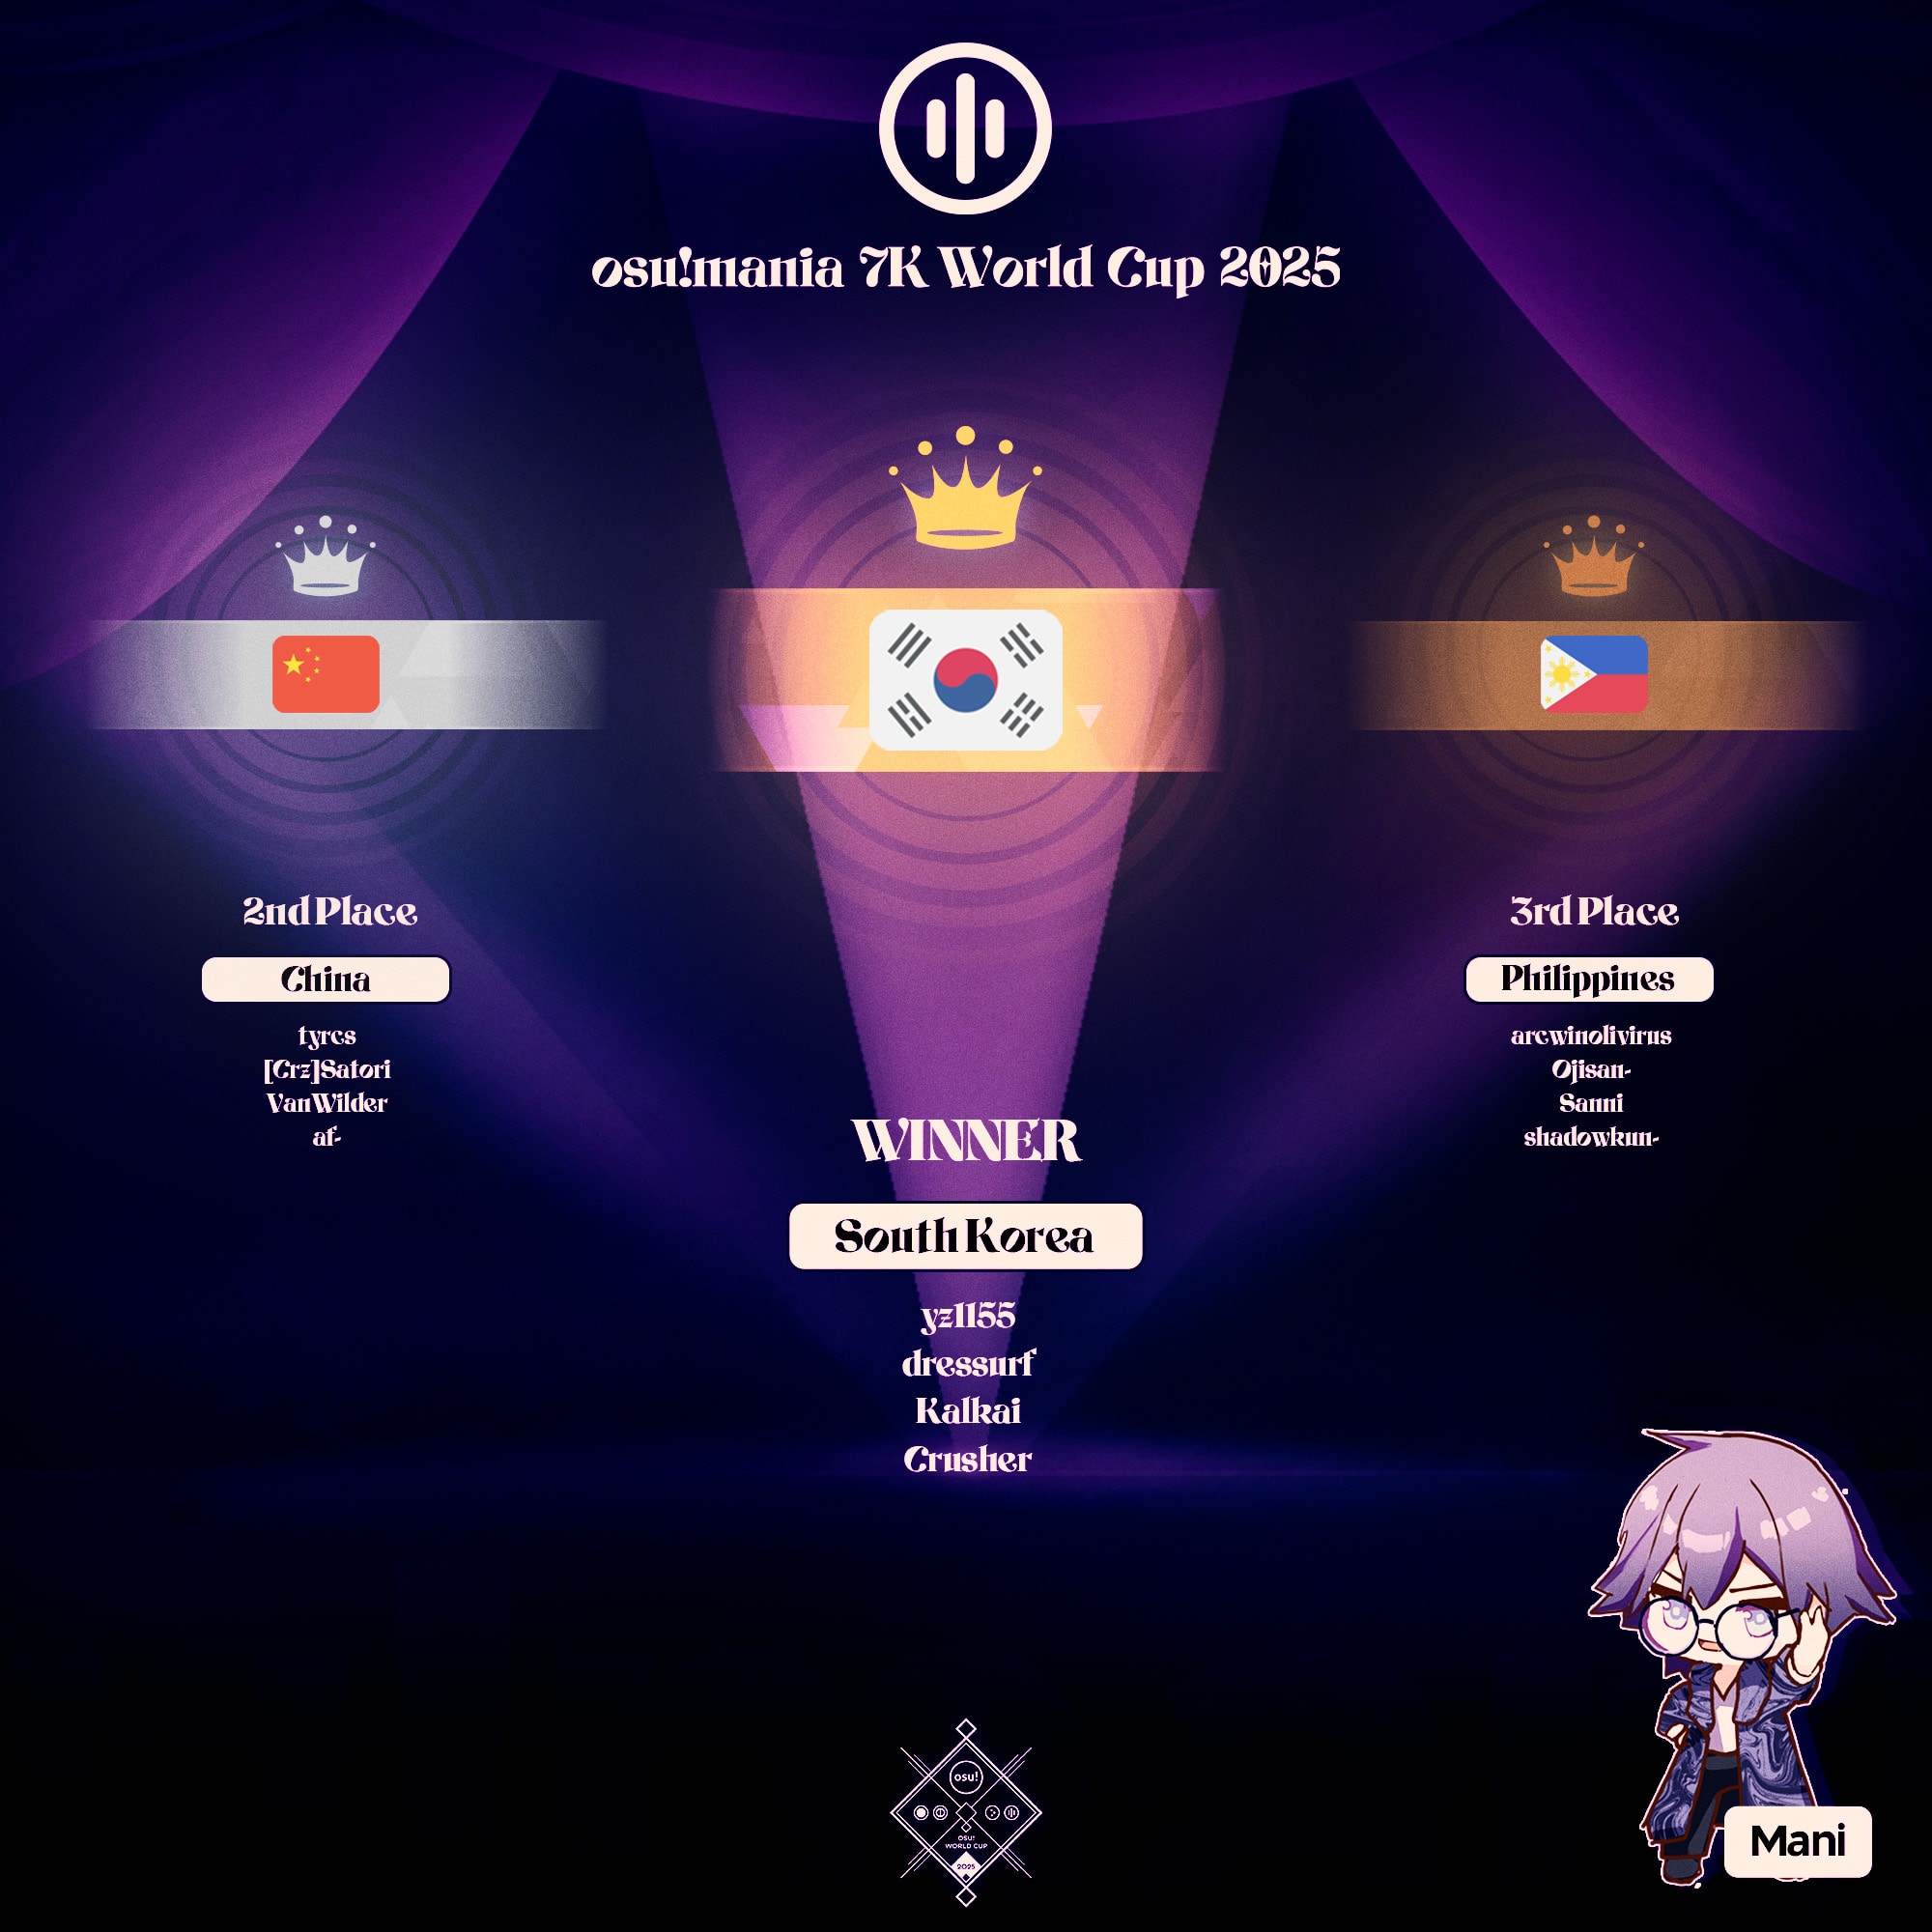 osu!mania 7K World Cup 2025
2nd Place
China
tyrcs
[Crz]Satori
VanWilder
af-
WINNER
South Korea
yz1155
dressurf
Kalkai
Crusher
3rd Place
Philippines
arcwinolivirus
Ojisan-
Sanni
shadowkun-
osu!
osu!
WORLD CUP
2025
Mani